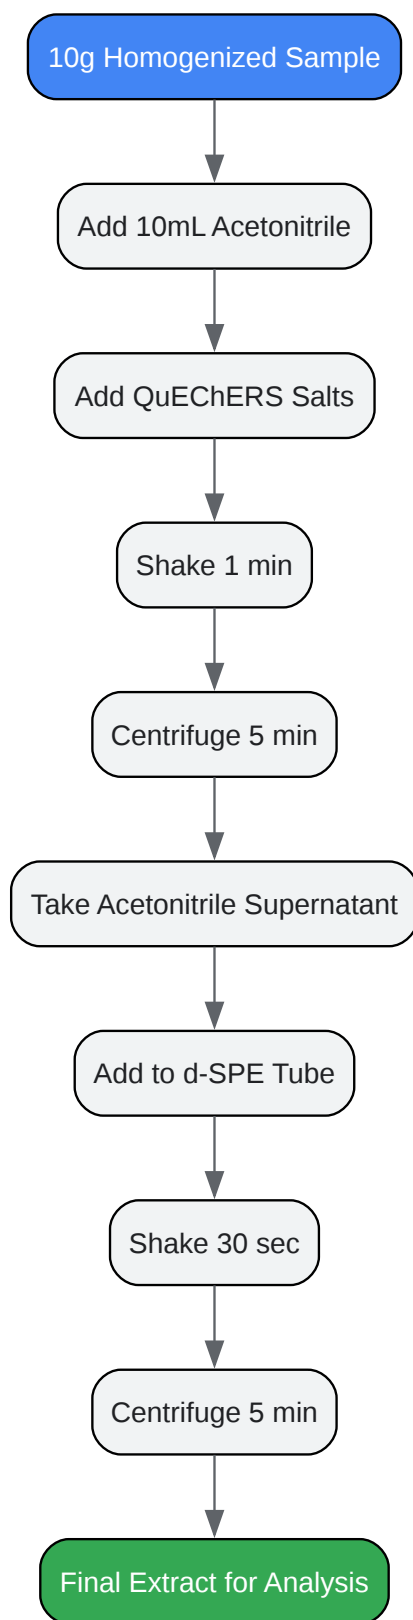 10g Homogenized Sample
Add 10mL Acetonitrile
Add QuEChERS Salts
Shake 1 min
Centrifuge 5 min
Take Acetonitrile Supernatant
Add to d-SPE Tube
Shake 30 sec
Centrifuge 5 min
Final Extract for Analysis